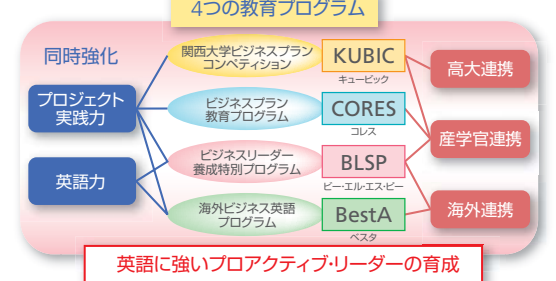 4つの教育プログラム
同時強化
プロジェクト
実践力
英語力
関西大学ビジネスプラン
コンペティション
ビジネスプラン
教育プログラム
ビジネスリーダー
養成特別プログラム
海外ビジネス英語
プログラム
KUBIC
キュービック
CORES
コレス
BLSP
ビー・エル・エス・ピー
BestA
ベスタ
高大連携
産学官連携
海外連携
英語に強いプロアクティブ・リーダーの育成